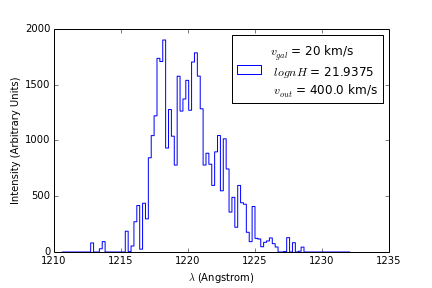 2000
1500
1000
500
0
1210
1215
1220
1225
1230
1235
Intensity (Arbitrary Units)
λ (Angstrom)
v_gal = 20 km/s
lognH = 21.9375
v_out = 400.0 km/s